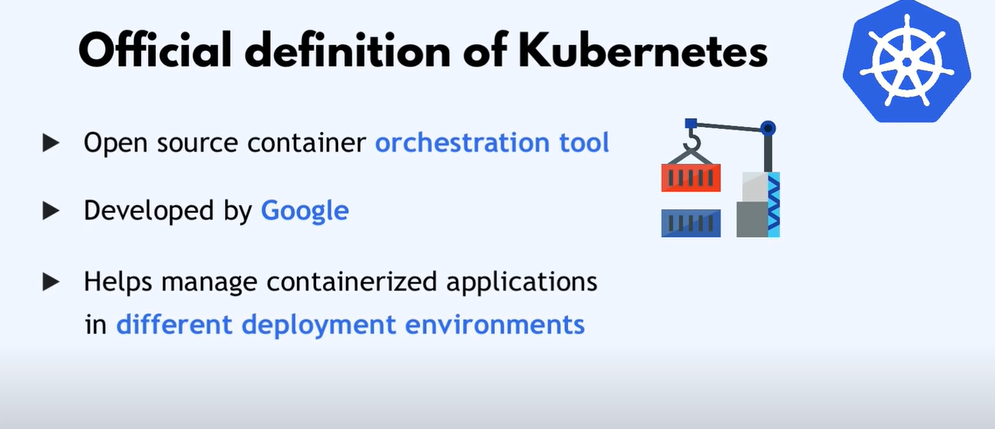 Official definition of Kubernetes
Open source container orchestration tool
Developed by Google
Helps manage containerized applications
in different deployment environments